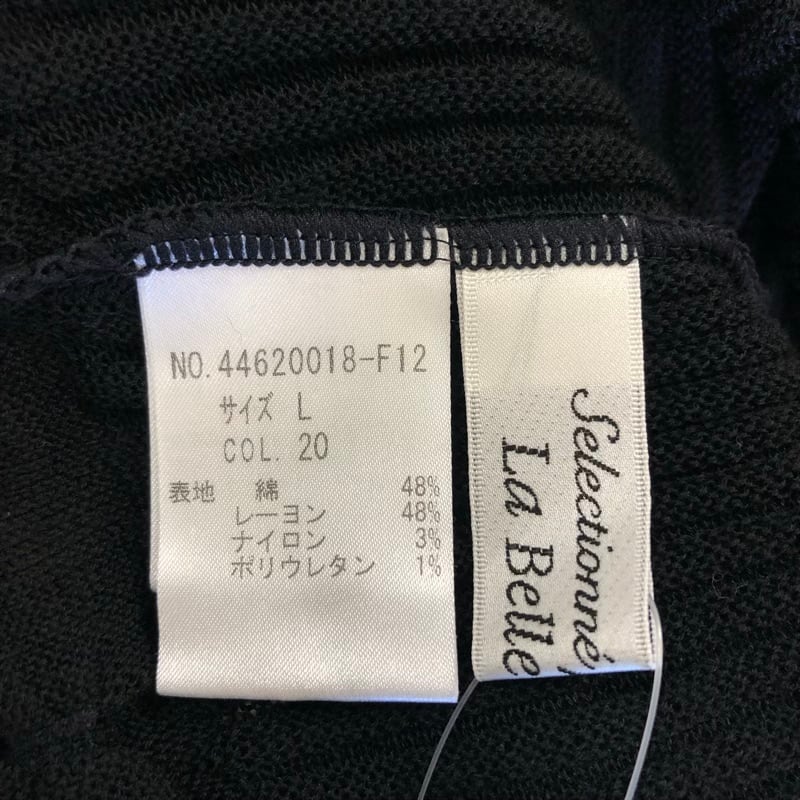 NO.44620018-F12
サイズ L
COL. 20
表地 綿 48%
レーヨン 48%
ナイロン 3%
ポリウレタン 1%
Selectionné,
La Belle